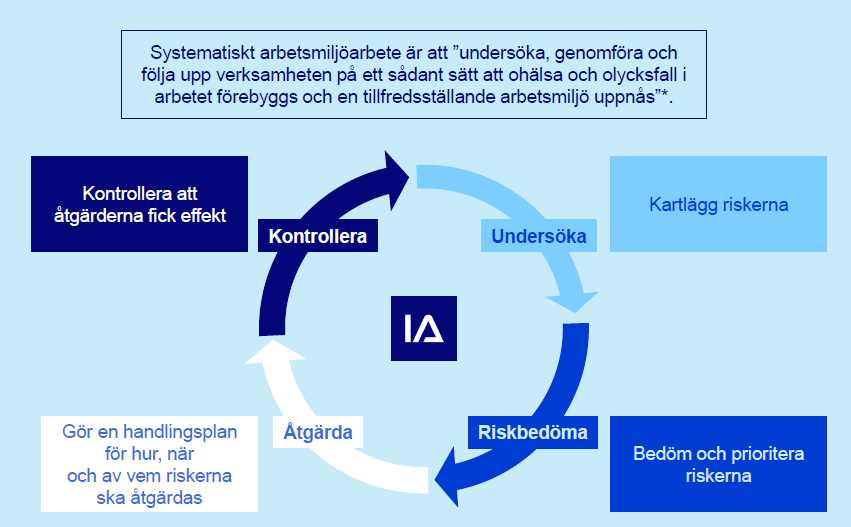 Systematiskt arbetsmiljöarbete är att ”undersöka, genomföra och
följa upp verksamheten på ett sådant sätt att ohälsa och olycksfall i
arbetet förebyggs och en tillfredsställande arbetsmiljö uppnås”*.
Kontrollera att
åtgärderna fick effekt
Kontrollera
Undersöka
Kartlägg riskerna
IA
Gör en handlingsplan
för hur, när
och av vem riskerna
ska åtgärdas
Åtgärda
Riskbedöma
Bedöm och prioritera
riskerna